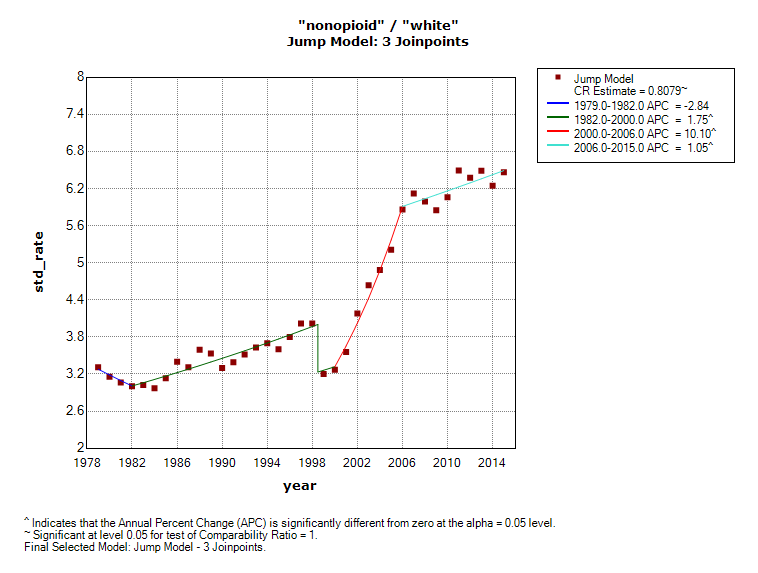 "nonopioid" / "white"
Jump Model: 3 Joinpoints
Jump Model
CR Estimate = 0.8079~
1979.0-1982.0 APC = -2.84
1982.0-2000.0 APC = 1.75^
2000.0-2006.0 APC = 10.10^
2006.0-2015.0 APC = 1.05^
std_rate
8
7.4
6.8
6.2
5.6
5
4.4
3.8
3.2
2.6
2
1978 1982 1986 1990 1994 1998 2002 2006 2010 2014
year
^ Indicates that the Annual Percent Change (APC) is significantly different from zero at the alpha = 0.05 level.
~ Significant at level 0.05 for test of Comparability Ratio = 1.
Final Selected Model: Jump Model - 3 Joinpoints.